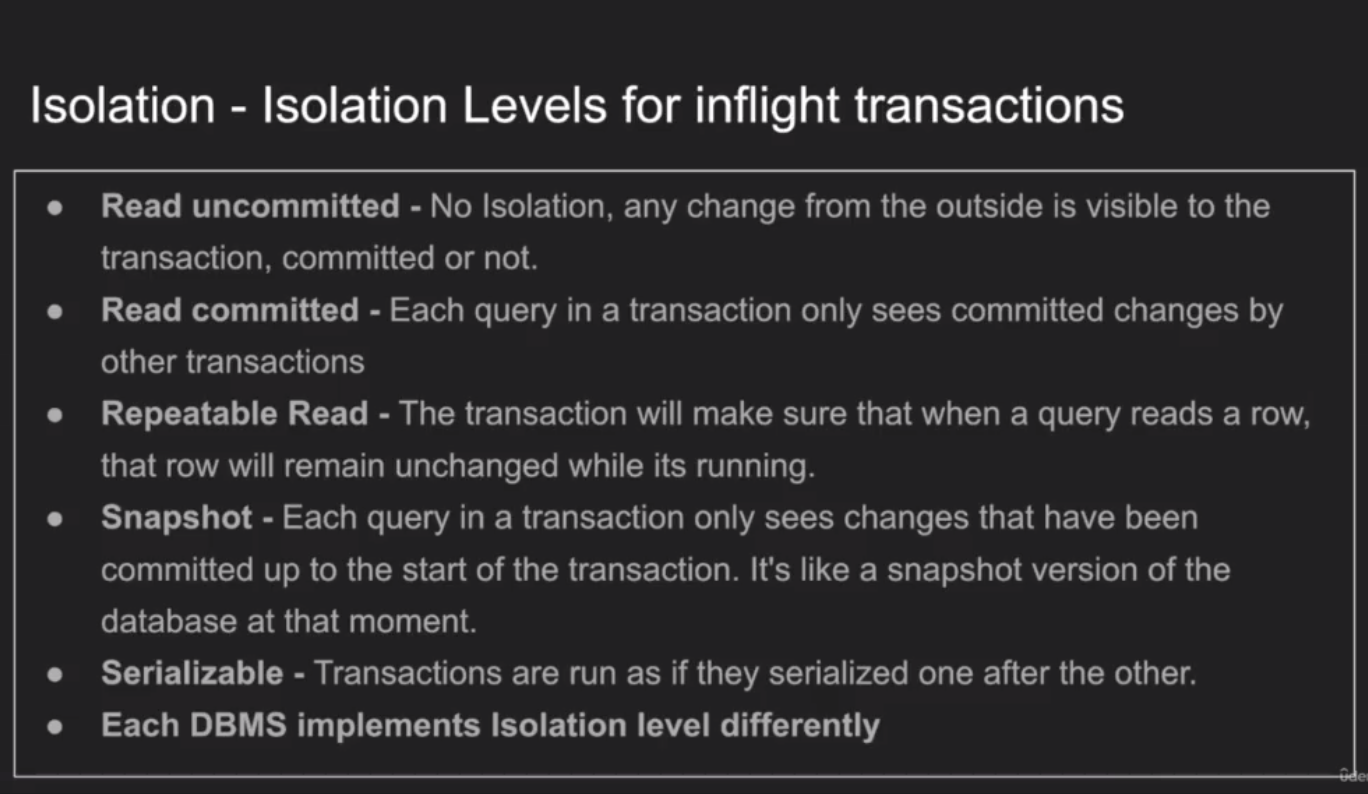 Isolation - Isolation Levels for inflight transactions
● Read uncommitted - No Isolation, any change from the outside is visible to the
transaction, committed or not.
● Read committed - Each query in a transaction only sees committed changes by
other transactions
● Repeatable Read - The transaction will make sure that when a query reads a row,
that row will remain unchanged while its running.
● Snapshot - Each query in a transaction only sees changes that have been
committed up to the start of the transaction. It's like a snapshot version of the
database at that moment.
● Serializable - Transactions are run as if they serialized one after the other.
● Each DBMS implements Isolation level differently